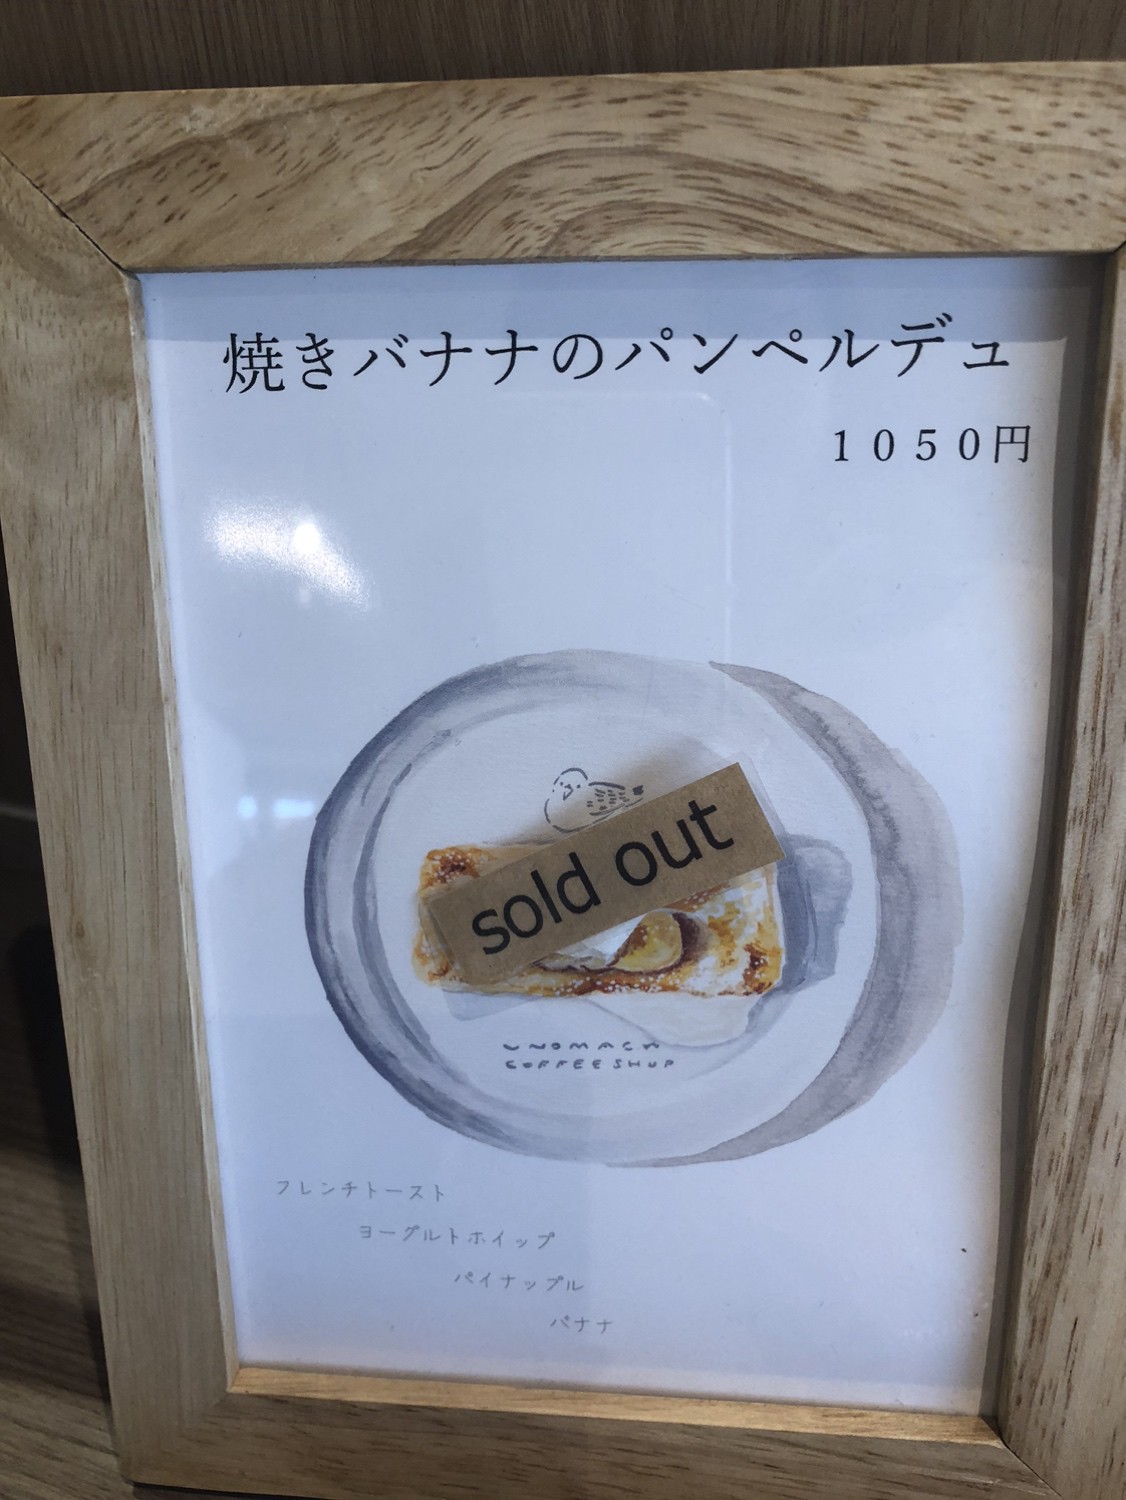 焼きバナナのパンペルデュ
1050円
sold out
UNOMACH
COFFEE SHOP
フレンチトースト
ヨーグルトホイップ
パイナップル
バナナ